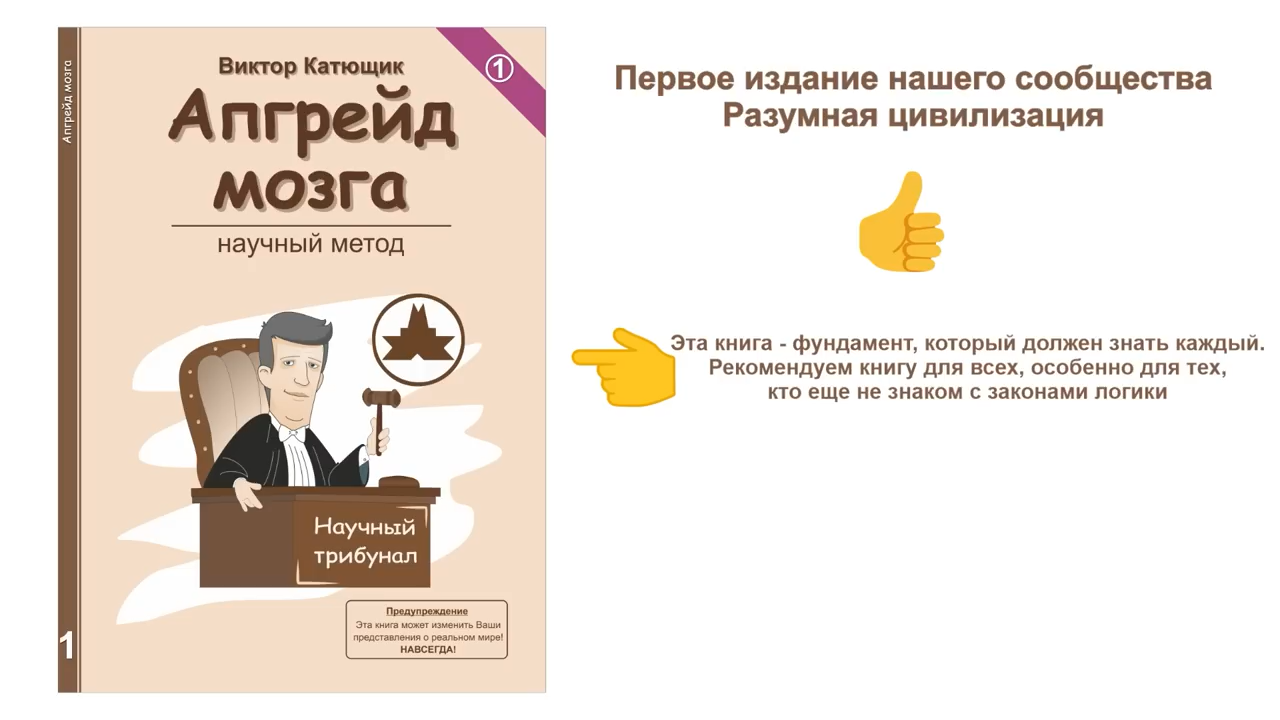 Апгрейд мозга
1
Виктор Катющик
1
Апгрейд
мозга
научный метод
Научный
трибунал
Предупреждение
Эта книга может изменить Ваши
представления о реальном мире!
НАВСЕГДА!
Первое издание нашего сообщества
Разумная цивилизация
Эта книга - фундамент, который должен знать каждый.
Рекомендуем книгу для всех, особенно для тех,
кто еще не знаком с законами логики